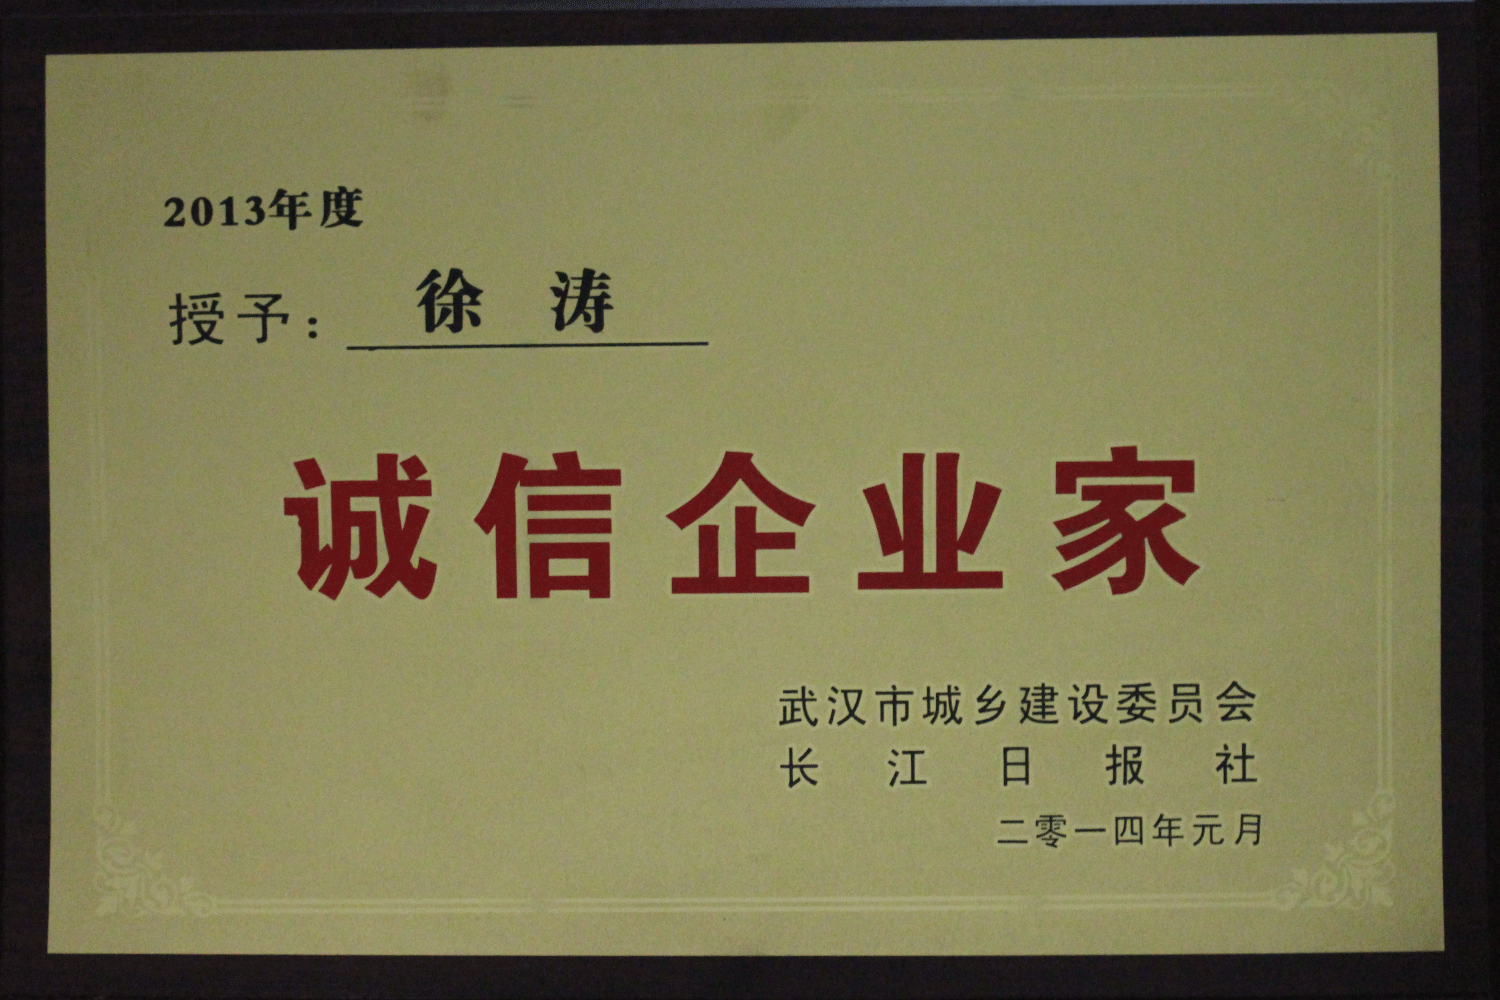 2013年度
授予：徐 涛
诚信企业家
武汉市城乡建设委员会
长江日报社
二零一四年元月